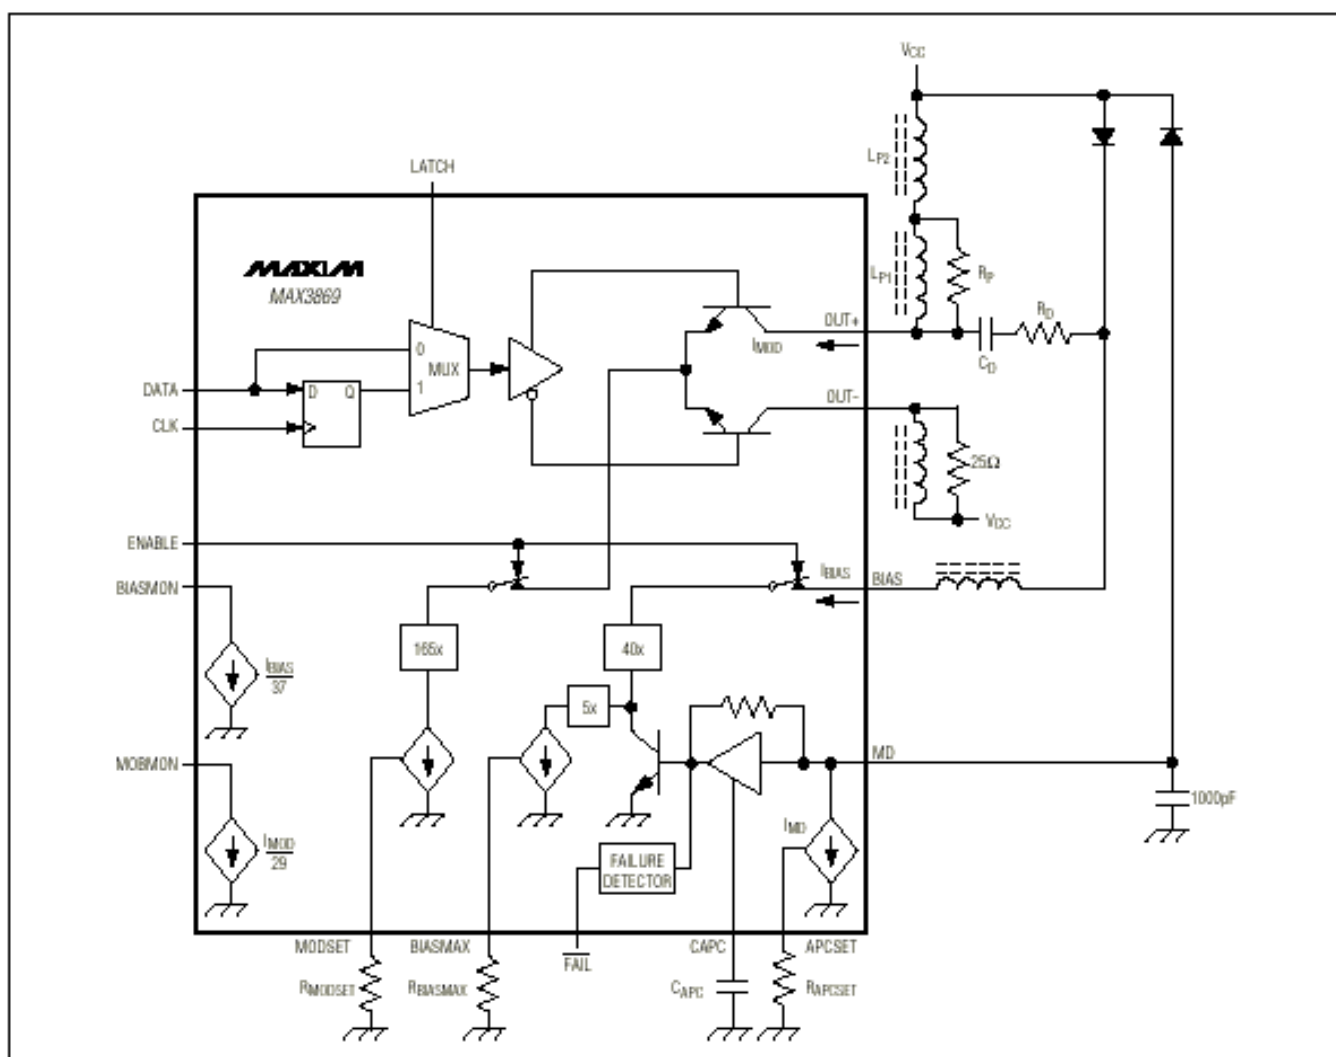 VCC
LP2
LATCH
MAXIM
MAX3869
LP1
RP
RD
OUT+
IMOD
CD
0
MUX
1
DATA
D Q
CLK
OUT-
25Ω
VCC
ENABLE
BIASMON
IBIAS
BIAS
165x
40x
IBIAS
37
5x
MOBMON
MD
1000pF
IMOD
29
IMD
FAILURE
DETECTOR
MODSET
BIASMAX
FAIL
CAPC
APCSET
RMODSET
RBIASMAX
CAPC
RAPCSET